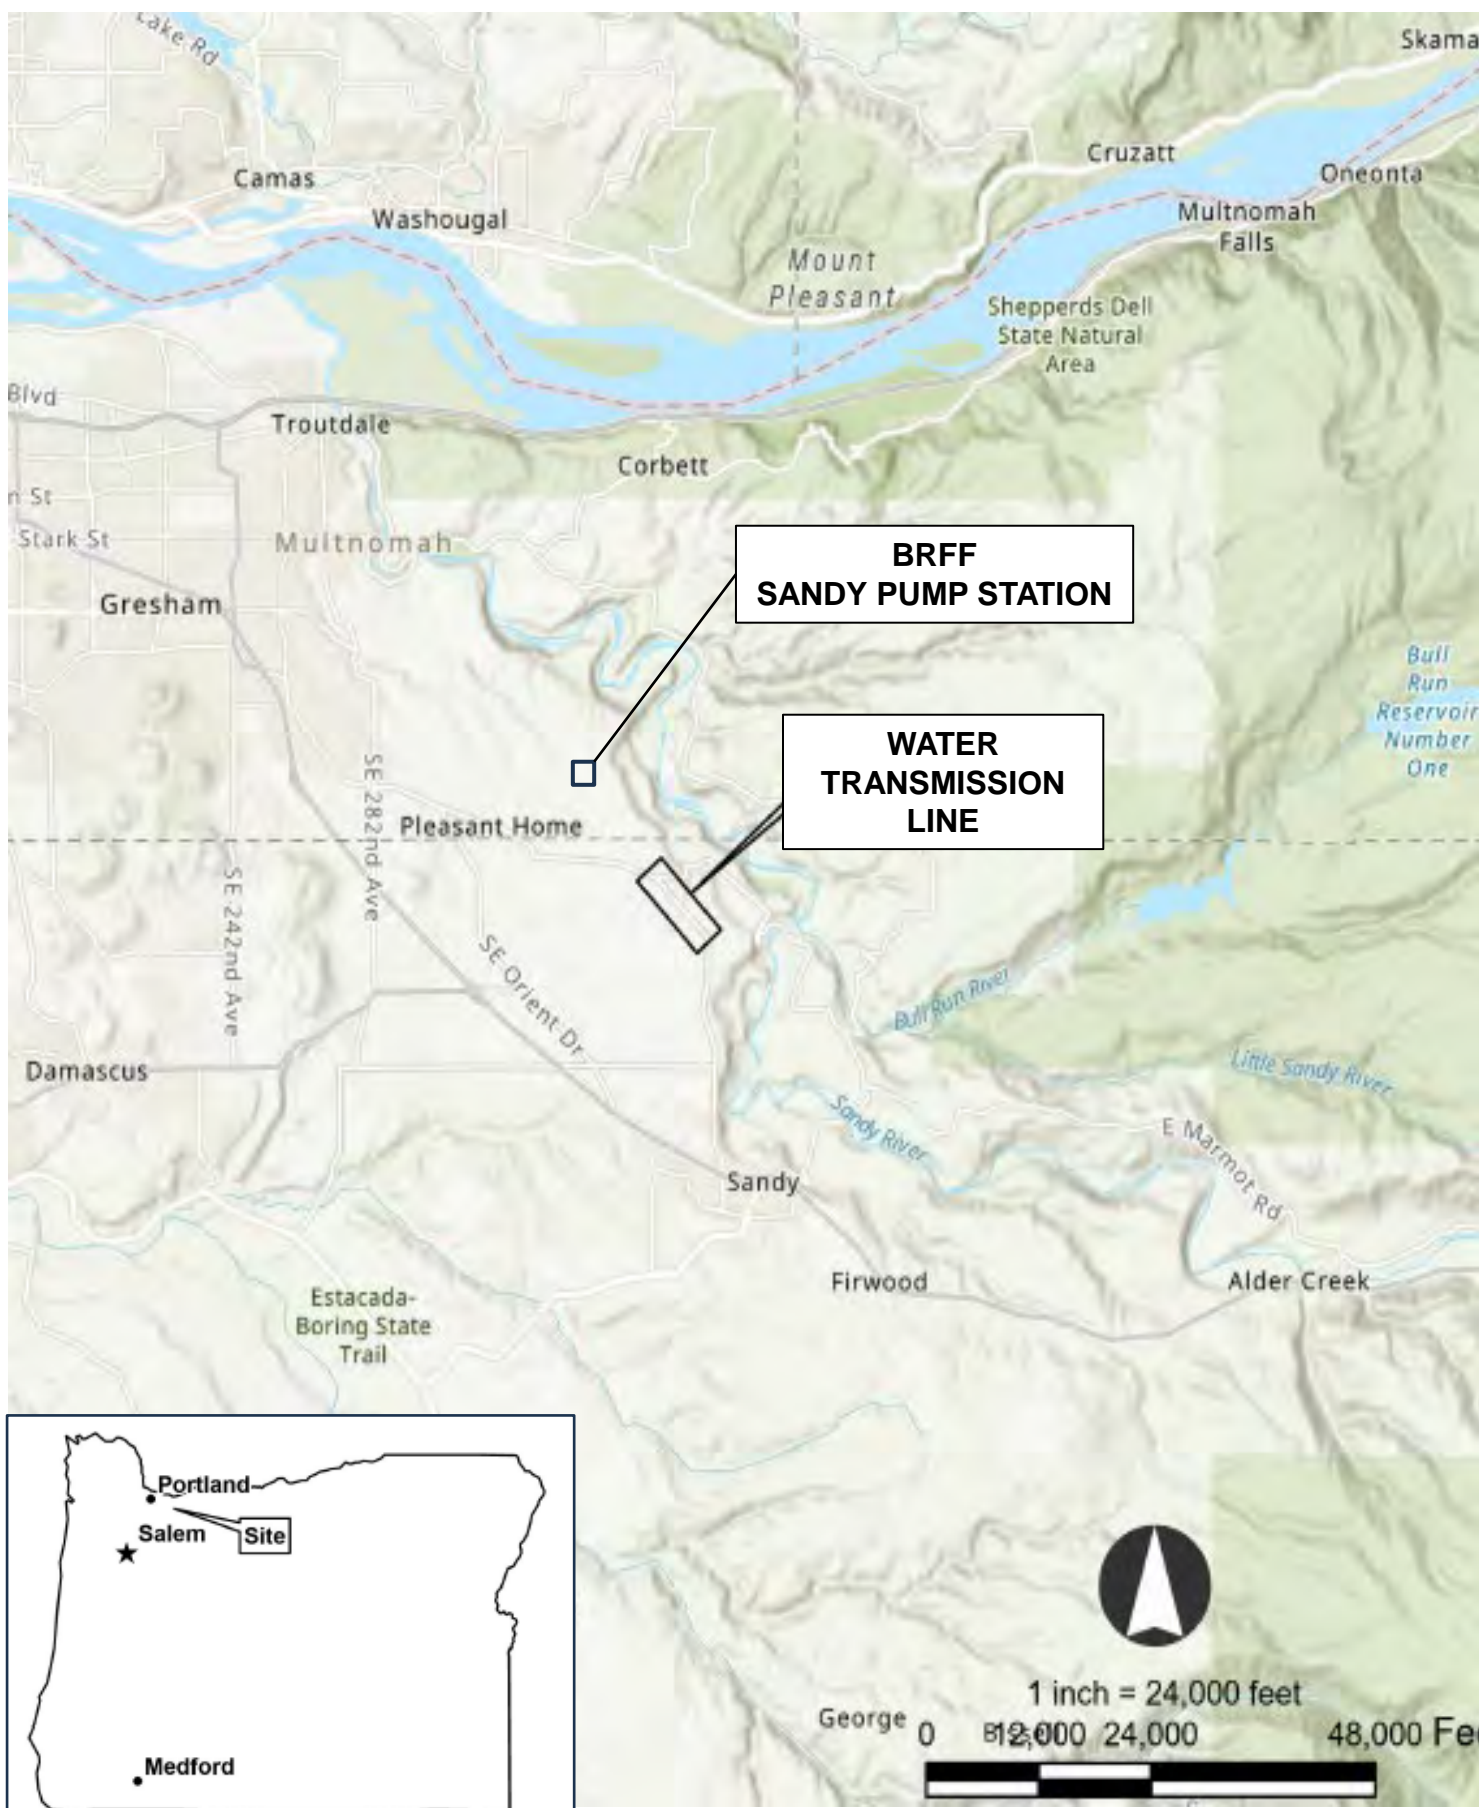 Lake Rd
Skama
Cruzatt
Camas
Oneonta
Washougal
Multnomah
Falls
Mount
Pleasant
Shepperds Dell
State Natural
Area
Blvd
Troutdale
Corbett
n St
Stark St
Multnomah
BRFF
SANDY PUMP STATION
Gresham
Bull
Run
Reservoir
Number
One
WATER
TRANSMISSION
LINE
SE 282nd Ave
Pleasant Home
SE 242nd Ave
SE Orient Dr
Bull Run River
Damascus
Little Sandy River
Sandy River
E Marmot Rd
Sandy
Firwood
Alder Creek
Estacada-
Boring State
Trail
Portland
Salem
Site
Medford
1 inch = 24,000 feet
George
0 12,000 24,000 48,000 Fee